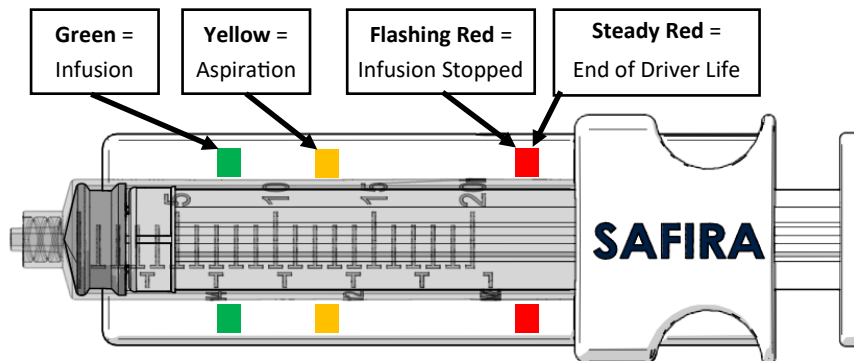 Green =
Infusion
Yellow =
Aspiration
Flashing Red =
Infusion Stopped
Steady Red =
End of Driver Life
5
10
15
20
SAFIRA